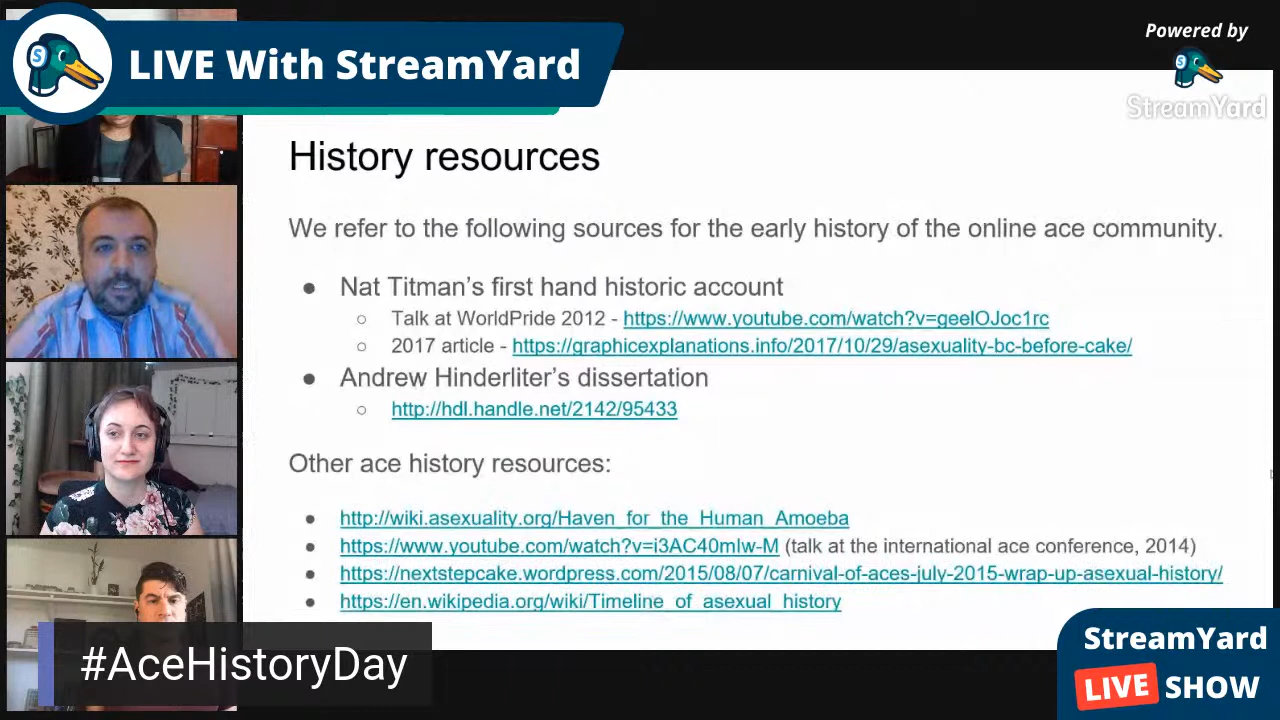 LIVE With StreamYard
Powered by
StreamYard
History resources
We refer to the following sources for the early history of the online ace community.
● Nat Titman's first hand historic account
○ Talk at WorldPride 2012 - https://www.youtube.com/watch?v=geelOJoc1rc
○ 2017 article - https://graphicexplanations.info/2017/10/29/asexuality-bc-before-cake/
● Andrew Hinderliter's dissertation
○ http://hdl.handle.net/2142/95433
Other ace history resources:
● http://wiki.asexuality.org/Haven_for_the_Human_Amoeba
● https://www.youtube.com/watch?v=i3AC40mIw-M (talk at the international ace conference, 2014)
● https://nextstepcake.wordpress.com/2015/08/07/carnival-of-aces-july-2015-wrap-up-asexual-history/
● https://en.wikipedia.org/wiki/Timeline_of_asexual_history
#AceHistoryDay
StreamYard
LIVE SHOW